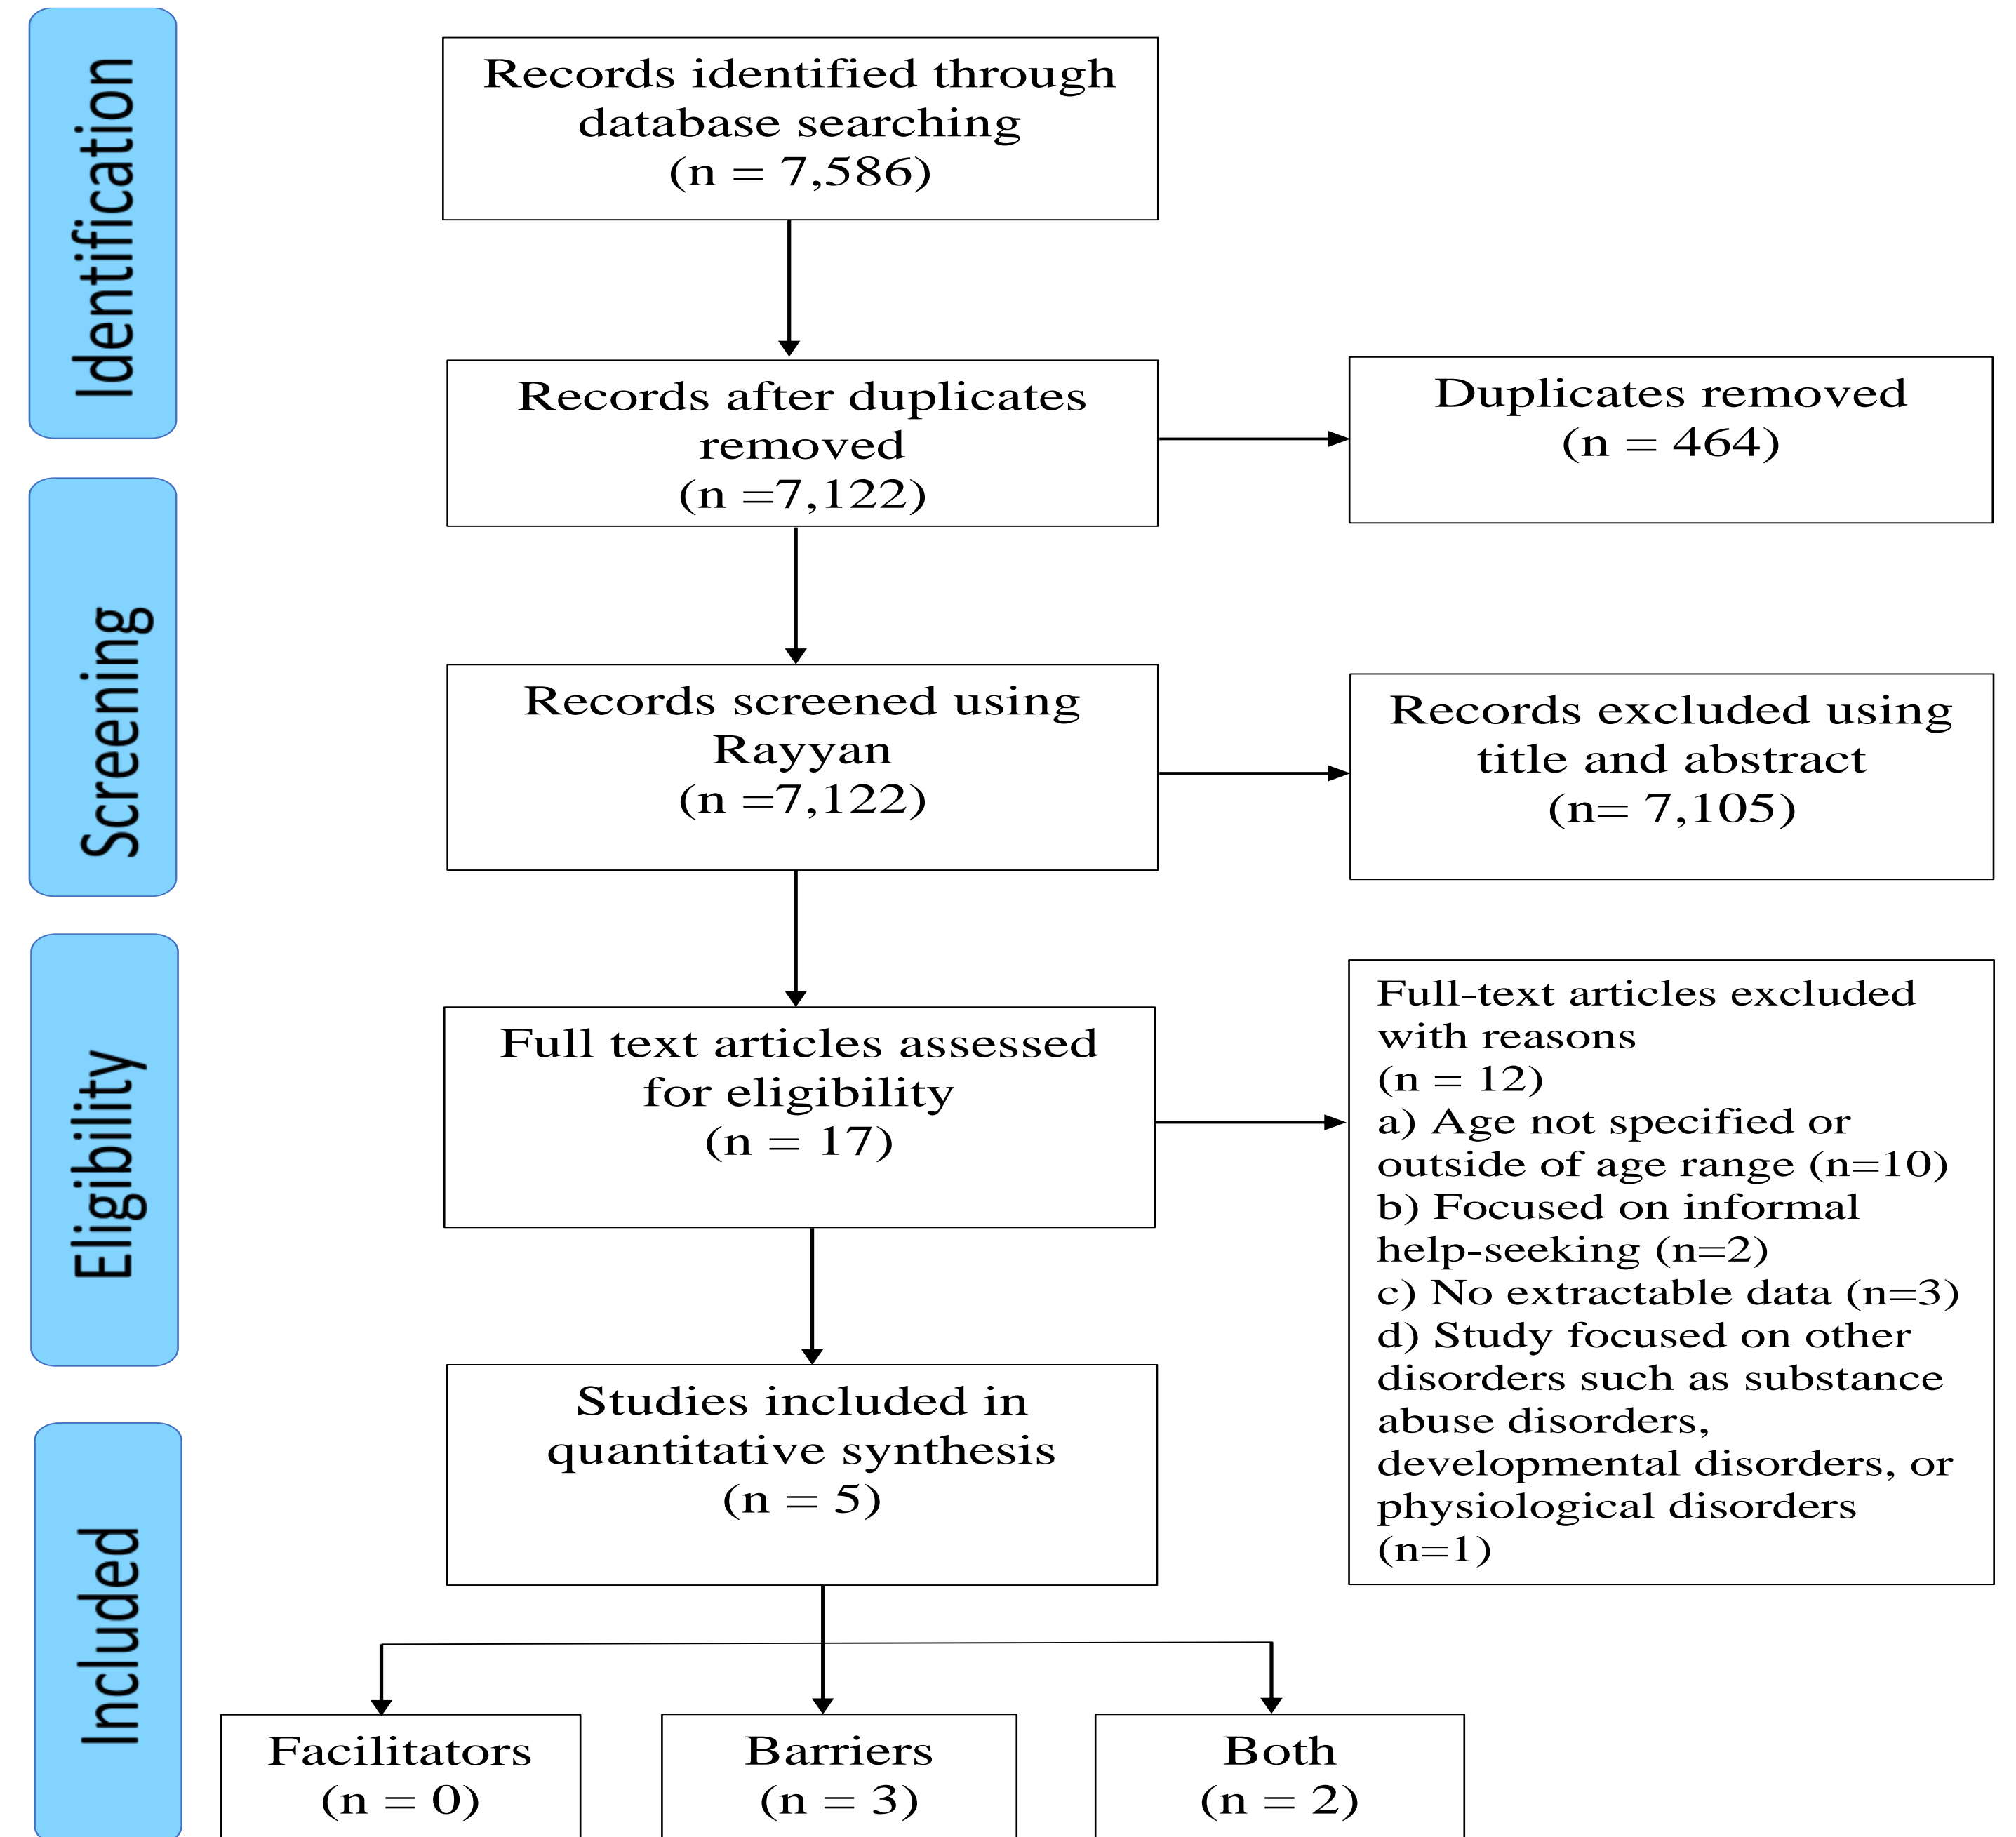 Identification
Records identified through
database searching
(n = 7,586)
Records after duplicates
removed
(n =7,122)
Duplicates removed
(n = 464)
Screening
Records screened using
Rayyan
(n =7,122)
Records excluded using
title and abstract
(n= 7,105)
Eligibility
Full text articles assessed
for eligibility
(n = 17)
Full-text articles excluded
with reasons
(n = 12)
a) Age not specified or
outside of age range (n=10)
b) Focused on informal
help-seeking (n=2)
c) No extractable data (n=3)
d) Study focused on other
disorders such as substance
abuse disorders,
developmental disorders, or
physiological disorders
(n=1)
Included
Studies included in
quantitative synthesis
(n = 5)
Facilitators
(n = 0)
Barriers
(n = 3)
Both
(n = 2)